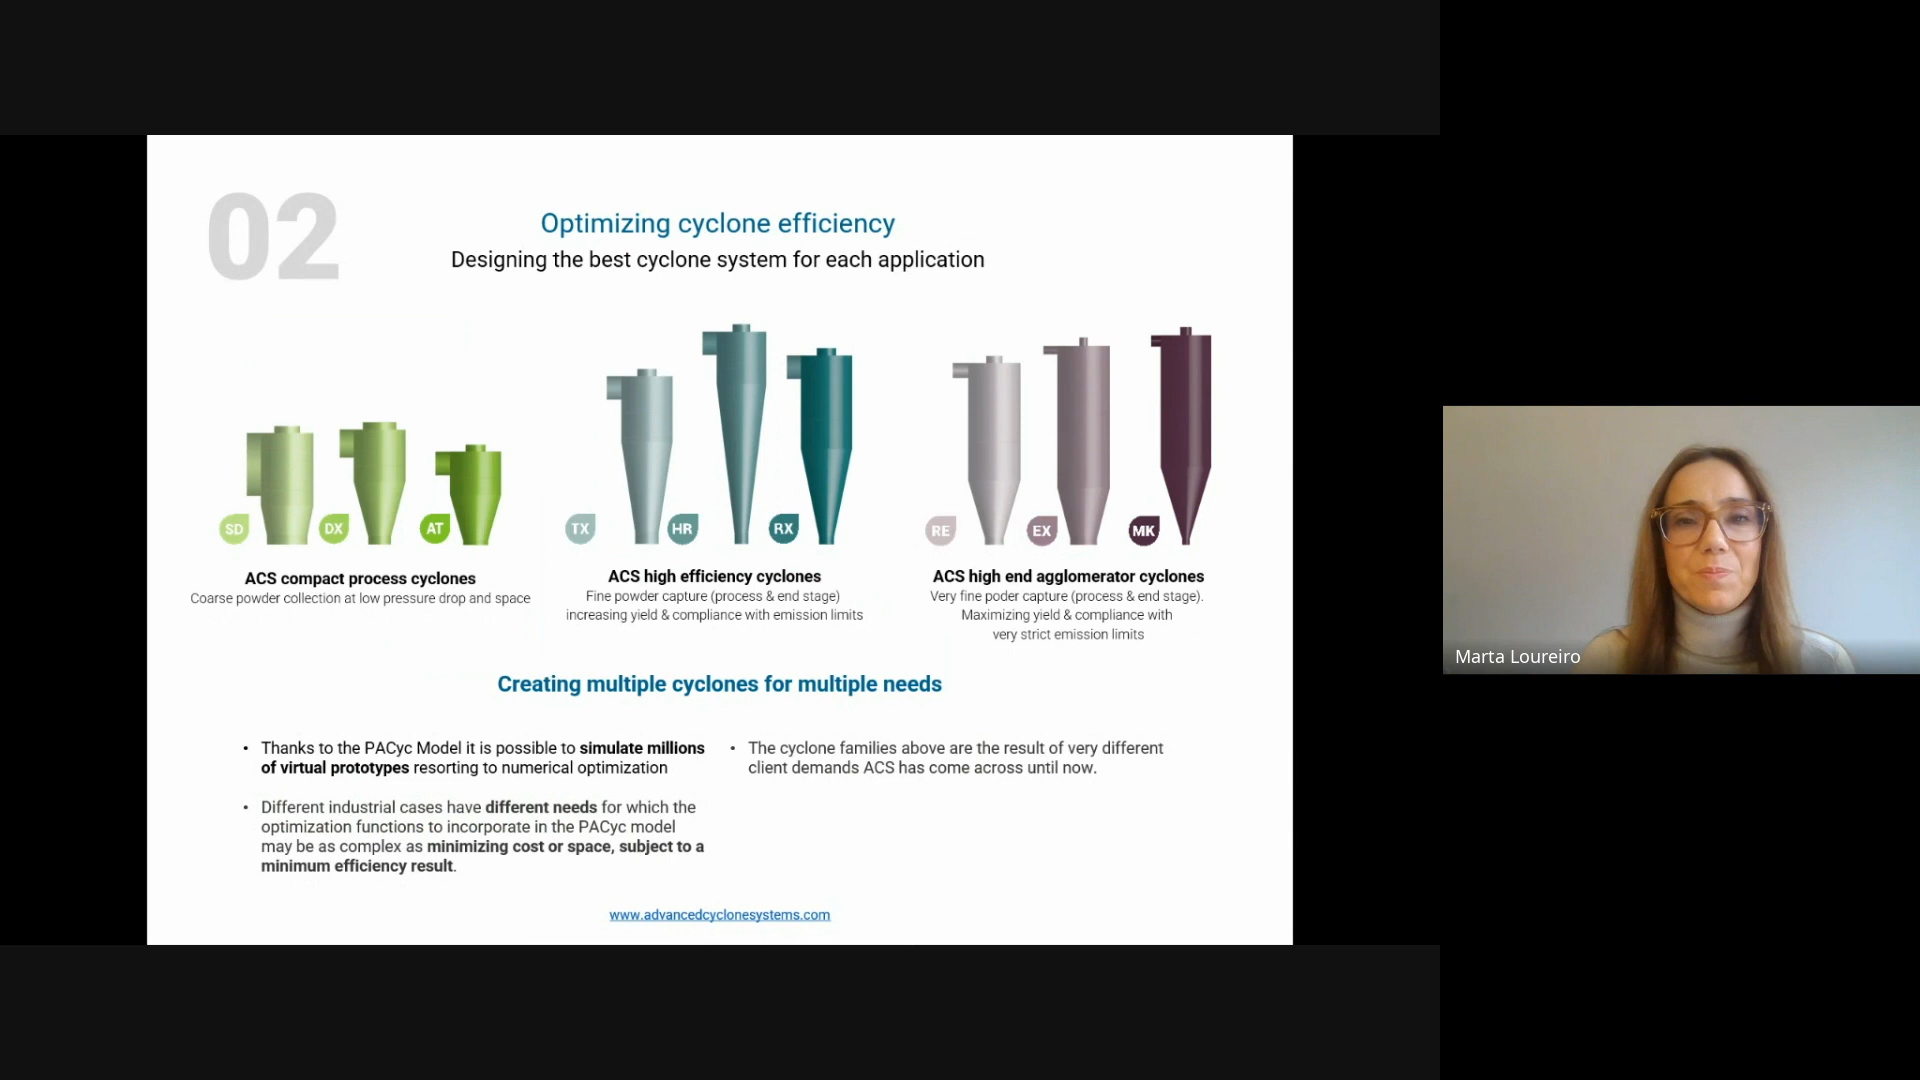 02
Optimizing cyclone efficiency
Designing the best cyclone system for each application
SD
DX
AT
TX
HR
RX
RE
EX
MK
ACS compact process cyclones
Coarse powder collection at low pressure drop and space
ACS high efficiency cyclones
Fine powder capture (process & end stage)
increasing yield & compliance with emission limits
ACS high end agglomerator cyclones
Very fine poder capture (process & end stage).
Maximizing yield & compliance with
very strict emission limits
Creating multiple cyclones for multiple needs
• Thanks to the PACyc Model it is possible to simulate millions
of virtual prototypes resorting to numerical optimization
• Different industrial cases have different needs for which the
optimization functions to incorporate in the PACyc model
may be as complex as minimizing cost or space, subject to a
minimum efficiency result.
• The cyclone families above are the result of very different
client demands ACS has come across until now.
www.advancedcyclonesystems.com
Marta Loureiro